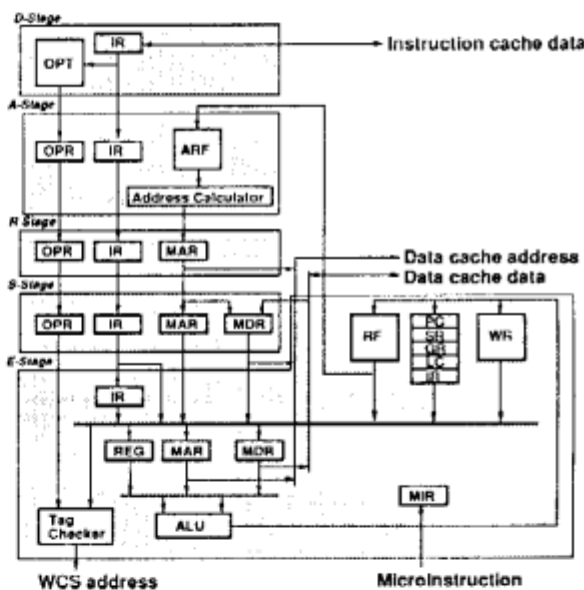 D-Stage
IR
Instruction cache data
OPT
A-Stage
OPR
IR
ARF
Address Calculator
R-Stage
OPR
IR
MAR
Data cache address
Data cache data
S-Stage
OPR
IR
MAR
MDR
RF
PC
SR
WR
E-Stage
IR
REG
MAR
MDR
MIR
Tag
Checker
ALU
WCS address
MicroInstruction